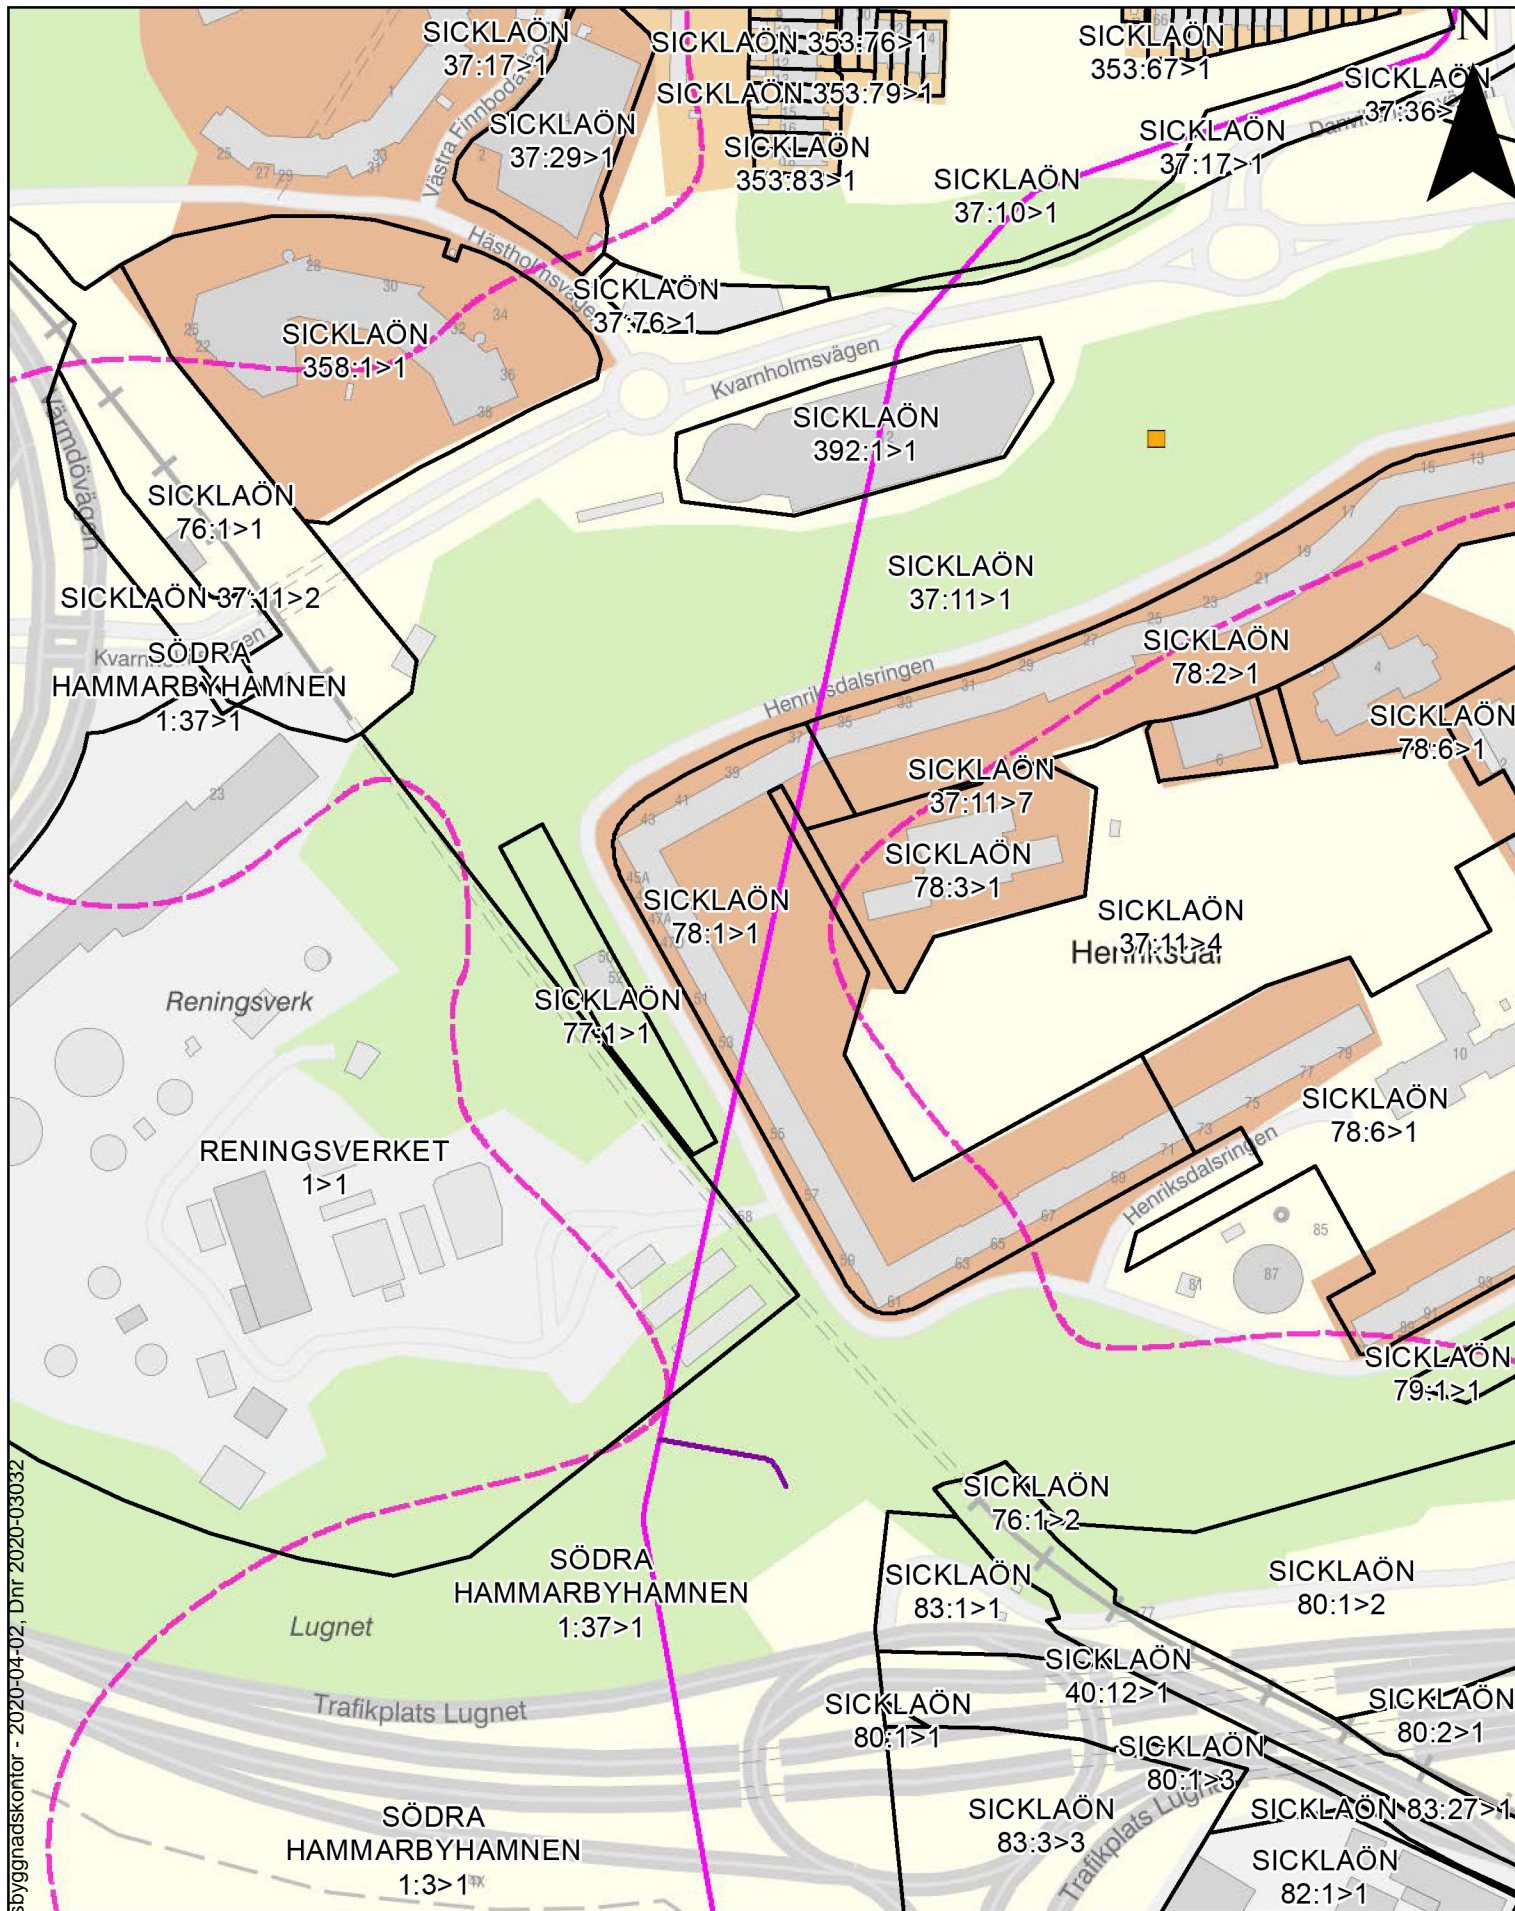 SICKLAÖN
37:17>1
SICKLAÖN 353:76>1
SICKLAÖN
353:67>1
N
SICKLAÖN 353:79>1
SICKLAÖN
37:36>
SICKLAÖN
37:29>1
Västra Finnboda
SICKLAÖN
353:83>1
SICKLAÖN
37:17>1
SICKLAÖN
37:10>1
Hästholmsvägen
SICKLAÖN
37:76>1
SICKLAÖN
358:1>1
Kvarnholmsvägen
SICKLAÖN
392:1>1
Värmdövägen
SICKLAÖN
76:1>1
SICKLAÖN
37:11>1
SICKLAÖN 37:11>2
SÖDRA
HAMMARBYHAMNEN
1:37>1
Henriksdalsringen
SICKLAÖN
78:2>1
SICKLAÖN
78:6>1
SICKLAÖN
37:11>7
SICKLAÖN
78:3>1
SICKLAÖN
78:1>1
SICKLAÖN
37:11>4
Henriksdal
Reningsverk
SICKLAÖN
77:1>1
SICKLAÖN
78:6>1
RENINGSVERKET
1>1
Henriksdalsringen
SICKLAÖN
79:1>1
SICKLAÖN
76:1>2
SÖDRA
HAMMARBYHAMNEN
1:37>1
SICKLAÖN
83:1>1
SICKLAÖN
80:1>2
Lugnet
SICKLAÖN
40:12>1
Trafikplats Lugnet
SICKLAÖN
80:1>1
SICKLAÖN
80:2>1
SICKLAÖN
80:1>3
SÖDRA
HAMMARBYHAMNEN
1:3>1
SICKLAÖN
83:3>3
SICKLAÖN 83:27>1
Trafikplats Lugnet
SICKLAÖN
82:1>1
sbyggnadskontor - 2020-04-02, Dnr 2020-03032